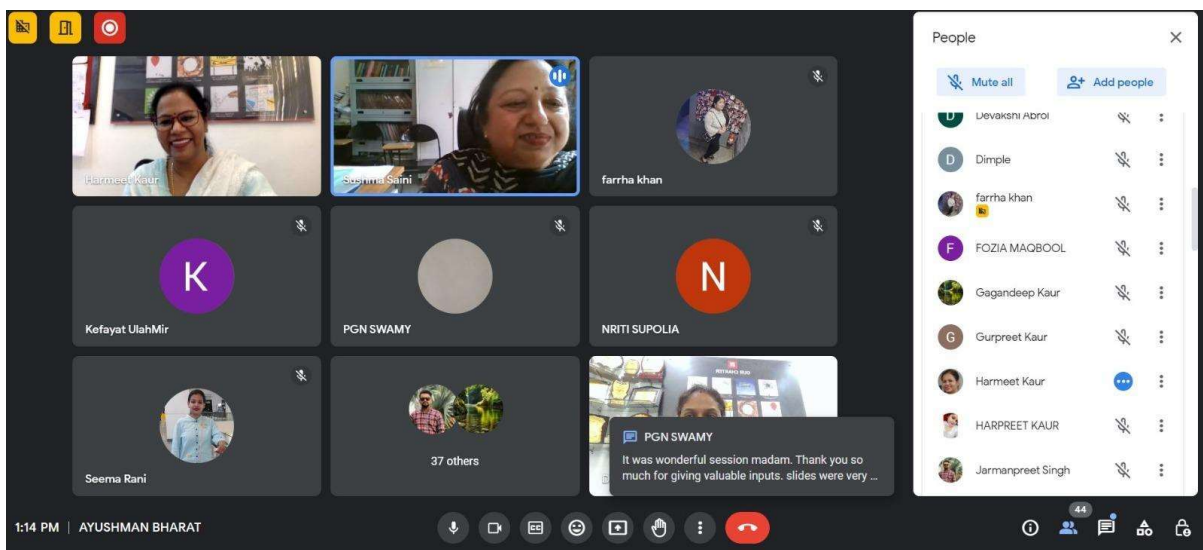 Harmeet Kaur
Sushma Saini
farrha khan
K
Kefayat UlahMir
PGN SWAMY
N
NRITI SUPOLIA
Seema Rani
37 others
PGN SWAMY
It was wonderful session madam. Thank you so
much for giving valuable inputs. slides were very ...
1:14 PM | AYUSHMAN BHARAT
CC
44
People
Mute all
Add people
D
Devakshi Abrol
D
Dimple
farrha khan
F
FOZIA MAQBOOL
Gagandeep Kaur
G
Gurpreet Kaur
Harmeet Kaur
HARPREET KAUR
Jarmanpreet Singh